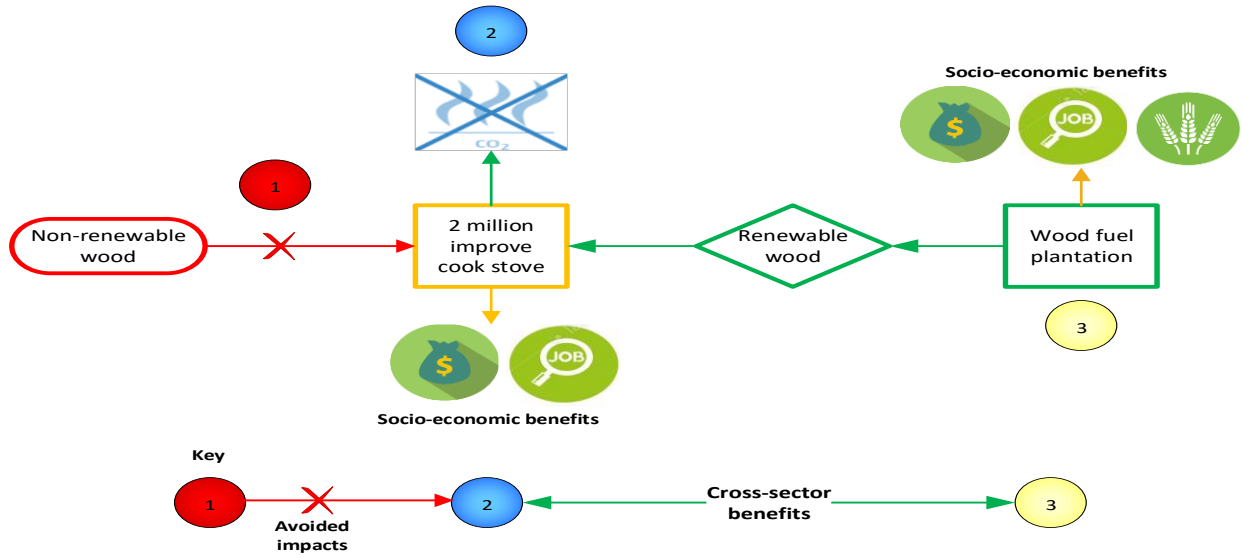 2
Socio-economic benefits
$
JOB
CO₂
1
Non-renewable
wood
2 million
improve
cook stove
Renewable
wood
Wood fuel
plantation
3
$
JOB
Socio-economic benefits
Key
1
2
Cross-sector
benefits
3
Avoided
impacts